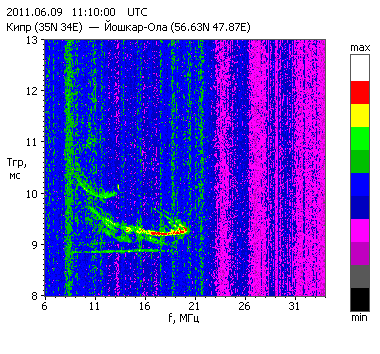 2011.06.09 11:10:00 UTC
Кипр (35N 34E) — Йошкар-Ола (56.63N 47.87E)
max
13
12
11
Тгр,
мс
10
9
8
6 11 16 21 26 31
f, МГц
min